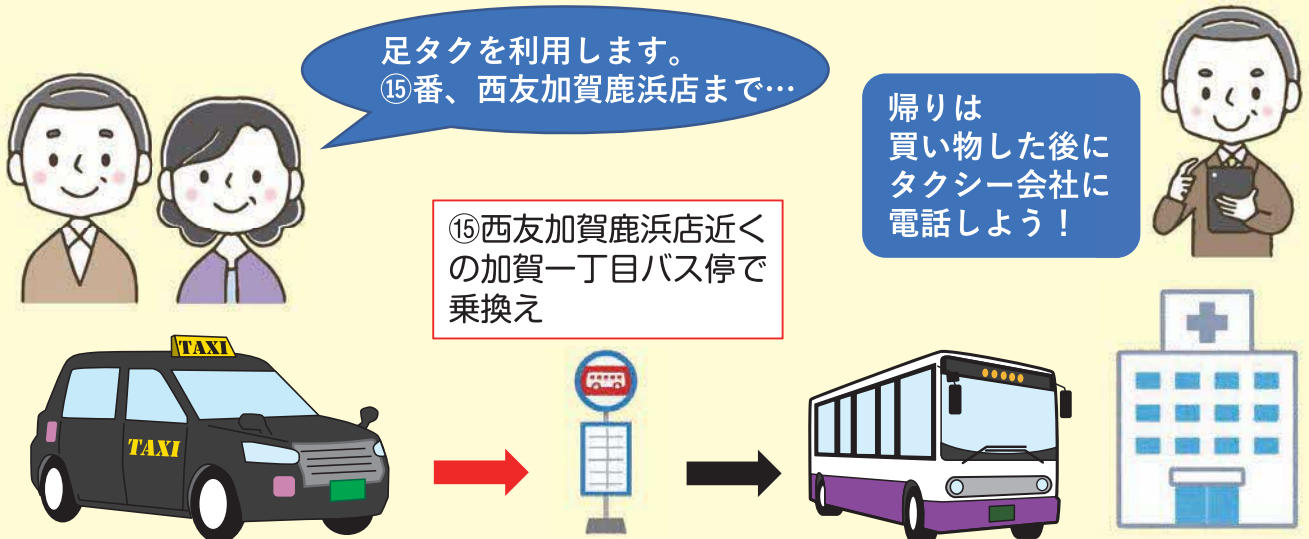 足タクを利用します。
⑮番、西友加賀鹿浜店まで…
帰りは
買い物した後に
タクシー会社に
電話しよう！
⑮西友加賀鹿浜店近く
の加賀一丁目バス停で
乗換え
TAXI
TAXI